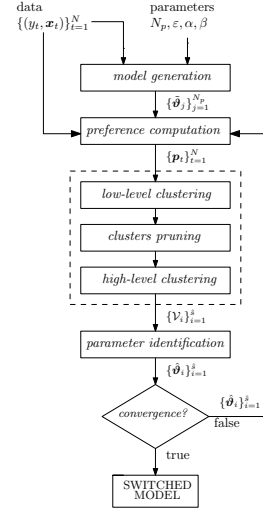 data
parameters
{(y_t, x_t)}_{t=1}^N
N_p, ε, α, β
model generation
{ϑ̃_j}_{j=1}^{N_p}
preference computation
{p_t}_{t=1}^N
low-level clustering
clusters pruning
high-level clustering
{V_i}_{i=1}^ŝ
parameter identification
{ϑ̂_i}_{i=1}^ŝ
convergence?
{ϑ̂_i}_{i=1}^ŝ
false
true
SWITCHED
MODEL